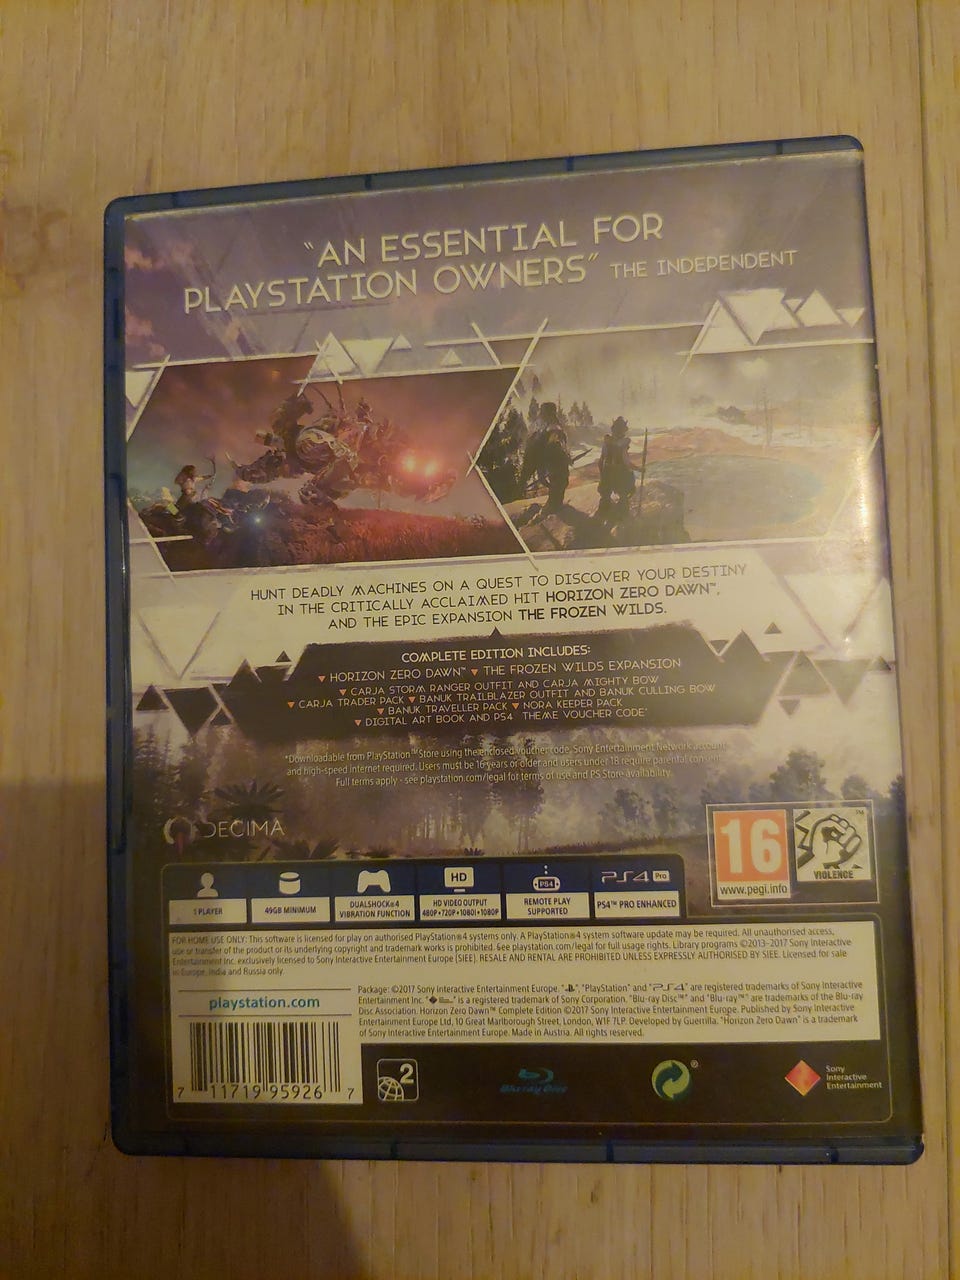 "AN ESSENTIAL FOR
PLAYSTATION OWNERS" THE INDEPENDENT
HUNT DEADLY MACHINES ON A QUEST TO DISCOVER YOUR DESTINY
IN THE CRITICALLY ACCLAIMED HIT HORIZON ZERO DAWN™,
AND THE EPIC EXPANSION THE FROZEN WILDS.
COMPLETE EDITION INCLUDES:
▼ HORIZON ZERO DAWN™ ▼ THE FROZEN WILDS EXPANSION
▼ CARJA STORM RANGER OUTFIT AND CARJA MIGHTY BOW
▼ CARJA TRADER PACK ▼ BANUK TRAILBLAZER OUTFIT AND BANUK CULLING BOW
▼ BANUK TRAVELLER PACK ▼ NORA KEEPER PACK
▼ DIGITAL ART BOOK AND PS4 THEME VOUCHER CODE*
*Downloadable from PlayStation™Store using the enclosed voucher code. Sony Entertainment Network account
and high-speed internet required. Users must be 16 years or older and users under 18 require parental consent.
Full terms apply - see playstation.com/legal for terms of use and PS Store availability.
DECIMA
16
www.pegi.info
VIOLENCE
™
HD
PS4
PS4 Pro
1 PLAYER
49GB MINIMUM
DUALSHOCK®4
VIBRATION FUNCTION
HD VIDEO OUTPUT
480P•720P•1080i•1080P
REMOTE PLAY
SUPPORTED
PS4™ PRO ENHANCED
FOR HOME USE ONLY: This software is licensed for play on authorised PlayStation®4 systems only. A PlayStation®4 system software update may be required. All unauthorised access,
use or transfer of the product or its underlying copyright and trademark works is prohibited. See playstation.com/legal for full usage rights. Library programs ©2013-2017 Sony Interactive
Entertainment Inc. exclusively licensed to Sony Interactive Entertainment Europe (SIEE). RESALE AND RENTAL ARE PROHIBITED UNLESS EXPRESSLY AUTHORISED BY SIEE. Licensed for sale
in Europe, India and Russia only.
playstation.com
Package: ©2017 Sony Interactive Entertainment Europe. "", "PlayStation" and "PS4" are registered trademarks of Sony Interactive
Entertainment Inc. "" is a registered trademark of Sony Corporation. "Blu-ray Disc™" and "Blu-ray™" are trademarks of the Blu-ray
Disc Association. Horizon Zero Dawn™ Complete Edition ©2017 Sony Interactive Entertainment Europe. Published by Sony Interactive
Entertainment Europe Ltd, 10 Great Marlborough Street, London, W1F 7LP. Developed by Guerrilla. "Horizon Zero Dawn" is a trademark
of Sony Interactive Entertainment Europe. Made in Austria. All rights reserved.
7 11719 95926 7
2
Blu-ray Disc
®
Sony
Interactive
Entertainment